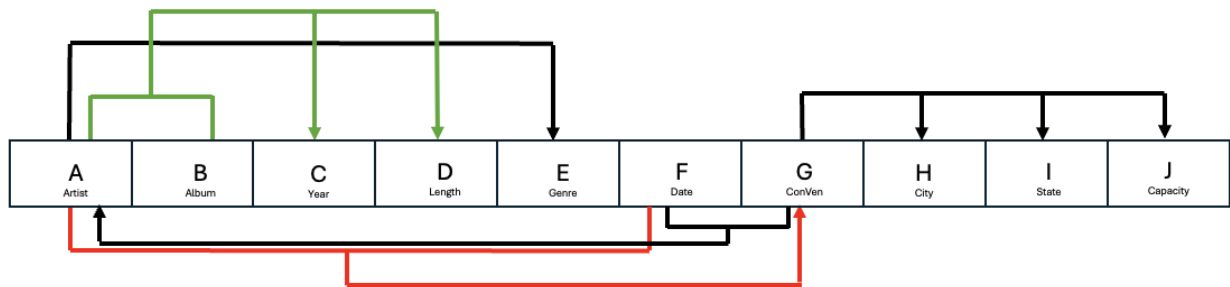 A B C D E F G H I J
Artist Album Year Length Genre Date ConVen City State Capacity